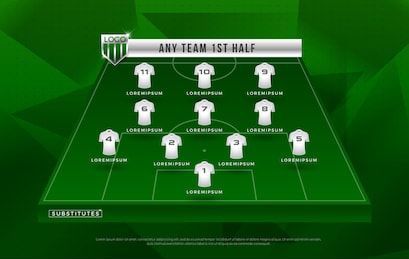 LOGO
ANY TEAM 1ST HALF
11 10 9
LOREMIPSUM LOREMIPSUM LOREMIPSUM
6 7 8
LOREMIPSUM LOREMIPSUM LOREMIPSUM
4 2 3 5
LOREMIPSUM LOREMIPSUM LOREMIPSUM LOREMIPSUM
1
LOREMIPSUM
SUBSTITUTES